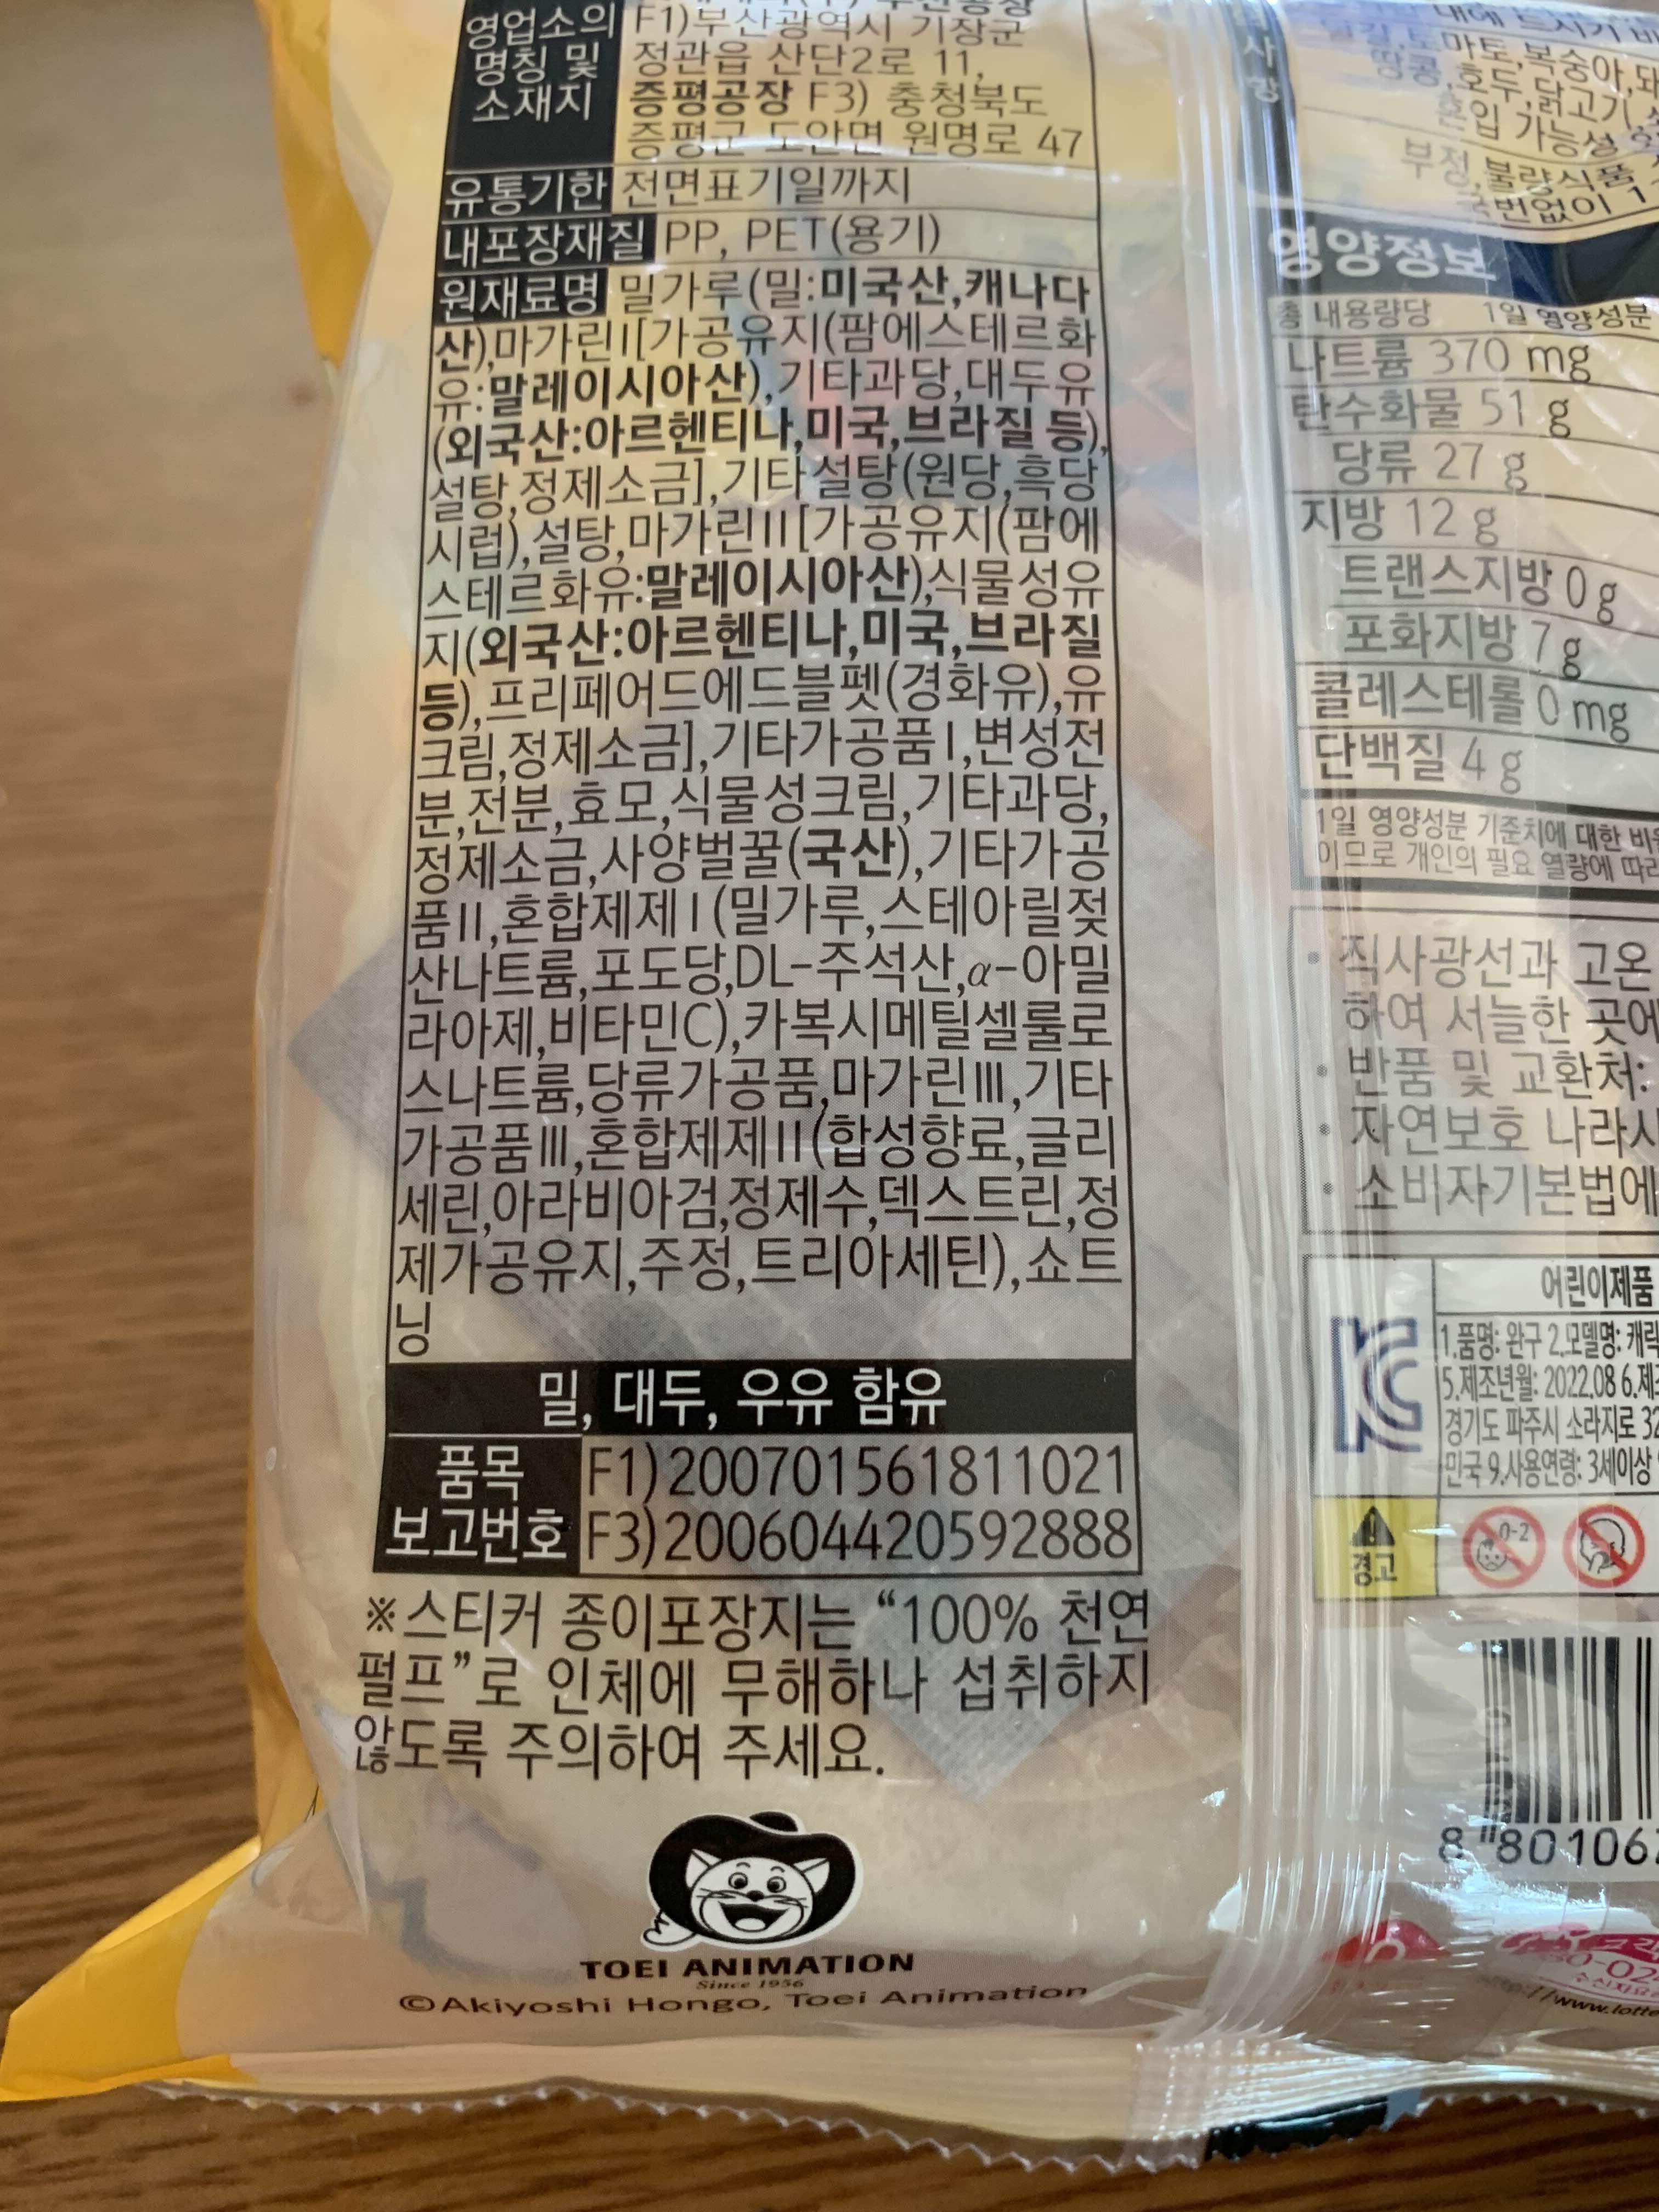 영업소의 명칭 및 소재지
F1)부산광역시 기장군
정관읍 산단2로 11,
증평공장 F3) 충청북도
증평군 도안면 원명로 47
유통기한 전면표기일까지
내포장재질 PP, PET(용기)
원재료명 밀가루(밀:미국산,캐나다
산),마가린I[가공유지(팜에스테르화
유:말레이시아산),기타과당,대두유
(외국산:아르헨티나,미국,브라질 등),
설탕,정제소금],기타설탕(원당,흑당
시럽),설탕,마가린II[가공유지(팜에
스테르화유:말레이시아산),식물성유
지(외국산:아르헨티나,미국,브라질
등),프리페어드에드블펫(경화유),유
크림,정제소금],기타가공품I,변성전
분,전분,효모,식물성크림,기타과당,
정제소금,사양벌꿀(국산),기타가공
품II,혼합제제I(밀가루,스테아릴젖
산나트륨,포도당,DL-주석산,α-아밀
라아제,비타민C),카복시메틸셀룰로
스나트륨,당류가공품,마가린III,기타
가공품III,혼합제제II(합성향료,글리
세린,아라비아검,정제수,덱스트린,정
제가공유지,주정,트리아세틴),쇼트
닝
밀, 대두, 우유 함유
품목 보고번호
F1)200701561811021
F3)200604420592888
※스티커 종이포장지는 “100% 천연
펄프”로 인체에 무해하나 섭취하지
않도록 주의하여 주세요.
TOEI ANIMATION
Since 1956
©Akiyoshi Hongo, Toei Animation
마토,복숭아,
땅콩,호두,닭고기,
혼입 가능성
부정,불량식품
국번없이 1
영양정보
총 내용량당 1일 영양성분
나트륨 370 mg
탄수화물 51 g
당류 27 g
지방 12 g
트랜스지방 0 g
포화지방 7 g
콜레스테롤 0 mg
단백질 4 g
1일 영양성분 기준치에 대한
이므로 개인의 필요 열량에 따라
· 직사광선과 고온
하여 서늘한 곳에
· 반품 및 교환처:
· 자연보호 나라사
· 소비자기본법에
어린이제품
1.품명: 완구 2.모델명: 캐릭
5.제조년월: 2022.08 6.제조
경기도 파주시 소라지로 32
민국 9.사용연령: 3세이상
경고
0-2
8 801062